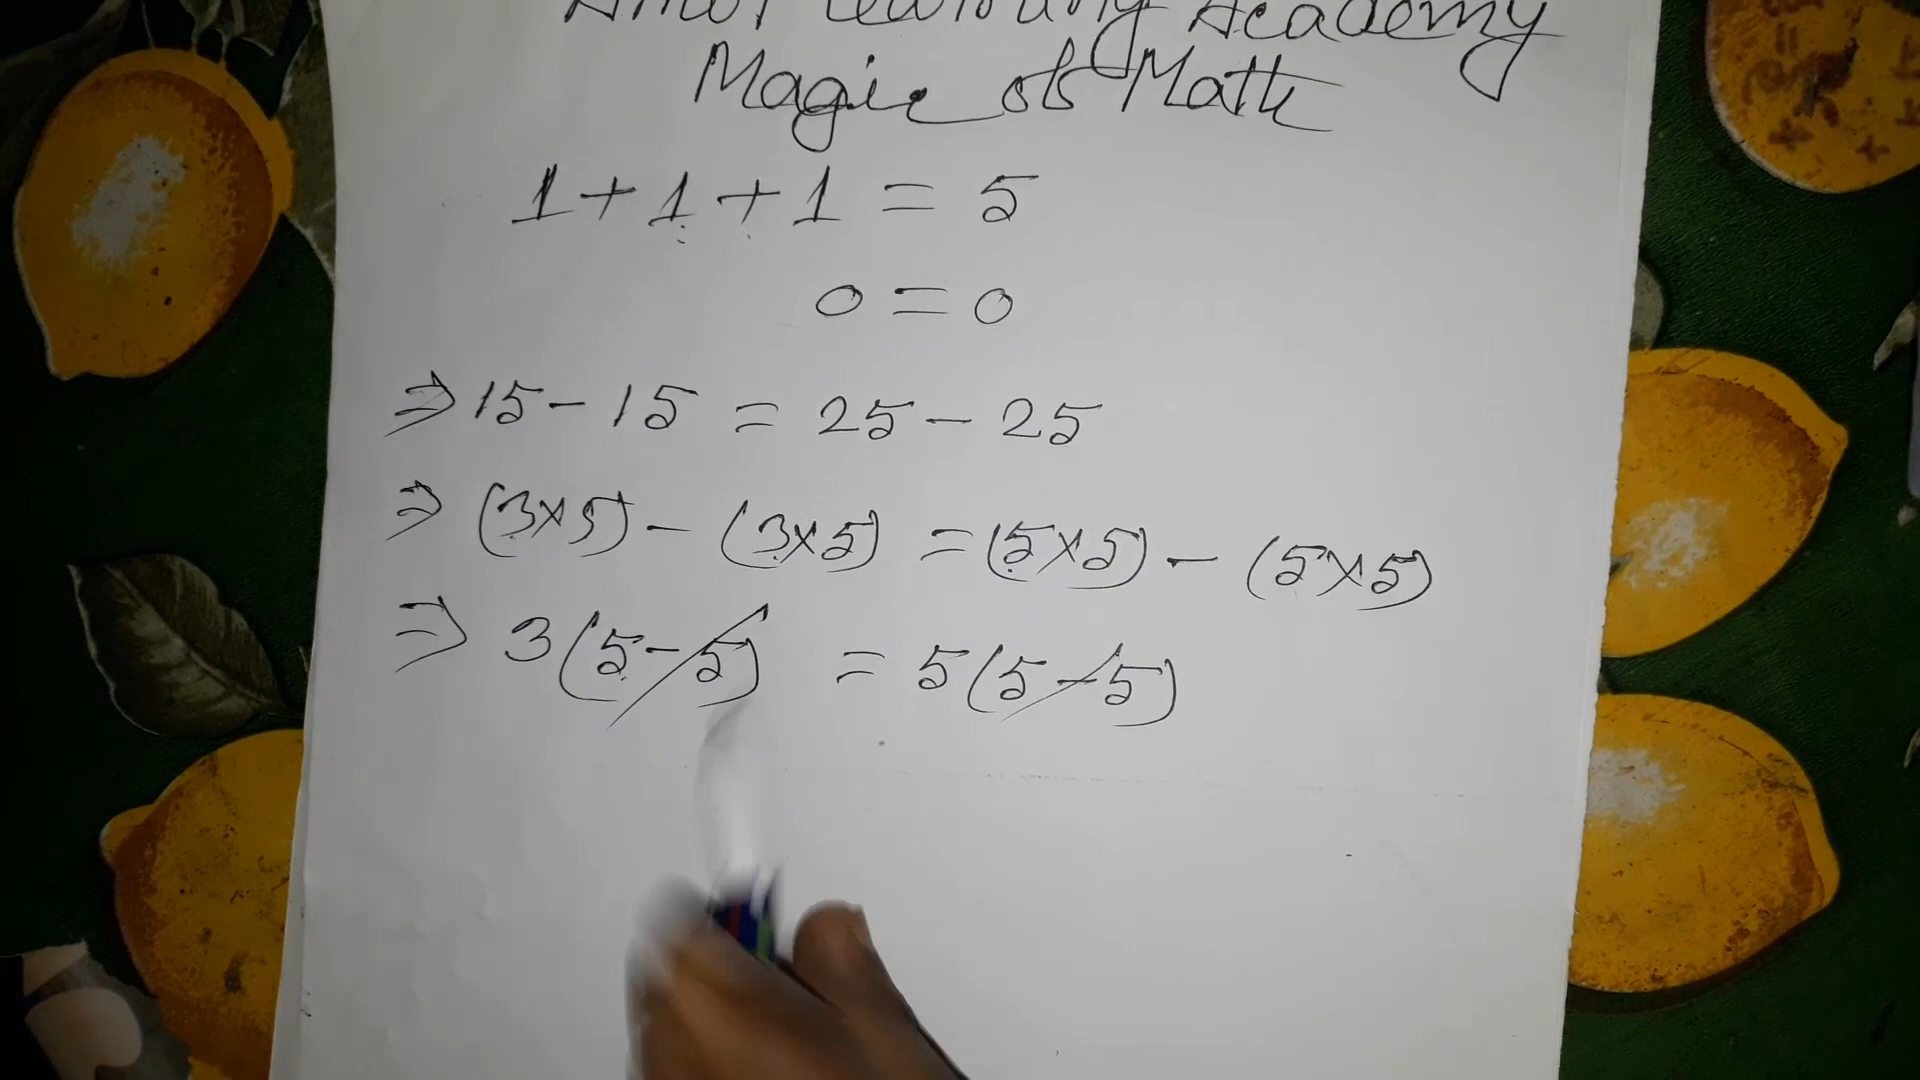 Academy
Magic of Math
1 + 1 + 1 = 5
0 = 0
⇒ 15 - 15 = 25 - 25
⇒ (3×5) - (3×5) = (5×5) - (5×5)
⇒ 3(5-5) = 5(5-5)